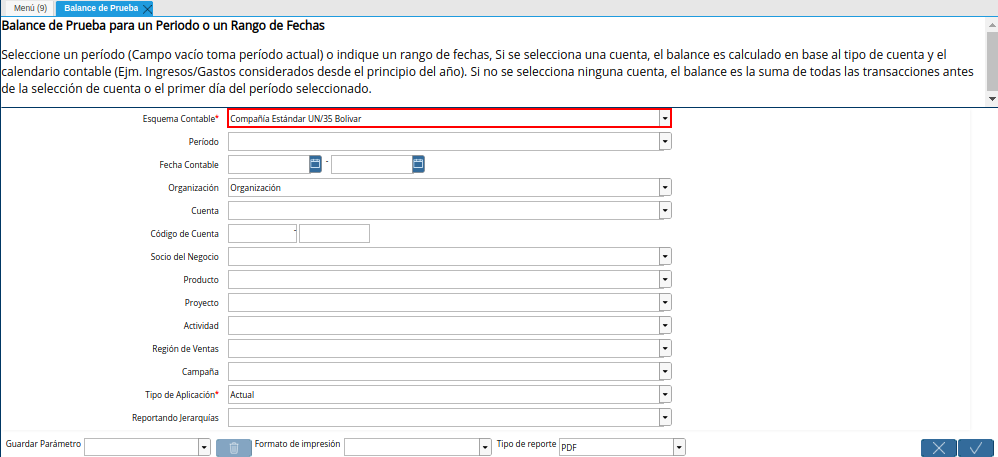 Menú (9) Balance de Prueba
Balance de Prueba para un Periodo o un Rango de Fechas
Seleccione un período (Campo vacío toma período actual) o indique un rango de fechas, Si se selecciona una cuenta, el balance es calculado en base al tipo de cuenta y el
calendario contable (Ejm. Ingresos/Gastos considerados desde el principio del año). Si no se selecciona ninguna cuenta, el balance es la suma de todas las transacciones antes
de la selección de cuenta o el primer día del período seleccionado.
Esquema Contable* Compañía Estándar UN/35 Bolivar
Período
Fecha Contable -
Organización Organización
Cuenta
Código de Cuenta -
Socio del Negocio
Producto
Proyecto
Actividad
Región de Ventas
Campaña
Tipo de Aplicación* Actual
Reportando Jerarquías
Guardar Parámetro Formato de impresión Tipo de reporte PDF